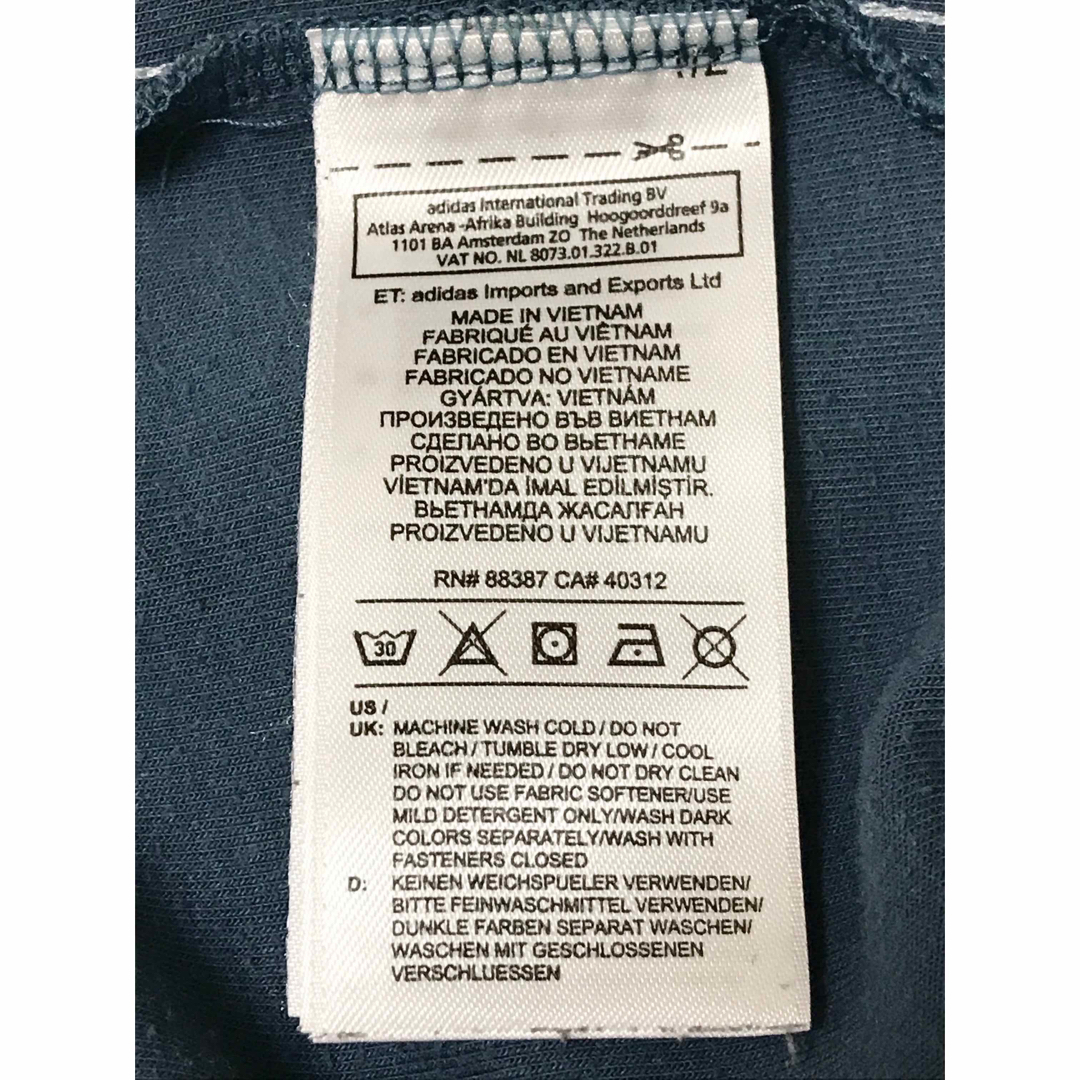 adidas International Trading BV
Atlas Arena -Afrika Building Hoogoorddreef 9a
1101 BA Amsterdam ZO The Netherlands
VAT NO. NL 8073.01.322.B.01
ET: adidas Imports and Exports Ltd
MADE IN VIETNAM
FABRIQUÉ AU VIÊTNAM
FABRICADO EN VIETNAM
FABRICADO NO VIETNAME
GYÁRTVA: VIETNÁM
ПРОИЗВЕДЕНО ВЪВ ВИЕТНАМ
СДЕЛАНО ВО ВЬЕТНАМЕ
PROIZVEDENO U VIJETNAMU
VİETNAM'DA İMAL EDİLMİŞTİR.
ВЬЕТНАМДА ЖАСАЛҒАН
PROIZVEDENO U VIJETNAMU
RN# 88387 CA# 40312
30
US /
UK: MACHINE WASH COLD / DO NOT
BLEACH / TUMBLE DRY LOW / COOL
IRON IF NEEDED / DO NOT DRY CLEAN
DO NOT USE FABRIC SOFTENER/USE
MILD DETERGENT ONLY/WASH DARK
COLORS SEPARATELY/WASH WITH
FASTENERS CLOSED
D: KEINEN WEICHSPUELER VERWENDEN/
BITTE FEINWASCHMITTEL VERWENDEN/
DUNKLE FARBEN SEPARAT WASCHEN/
WASCHEN MIT GESCHLOSSENEN
VERSCHLUESSEN